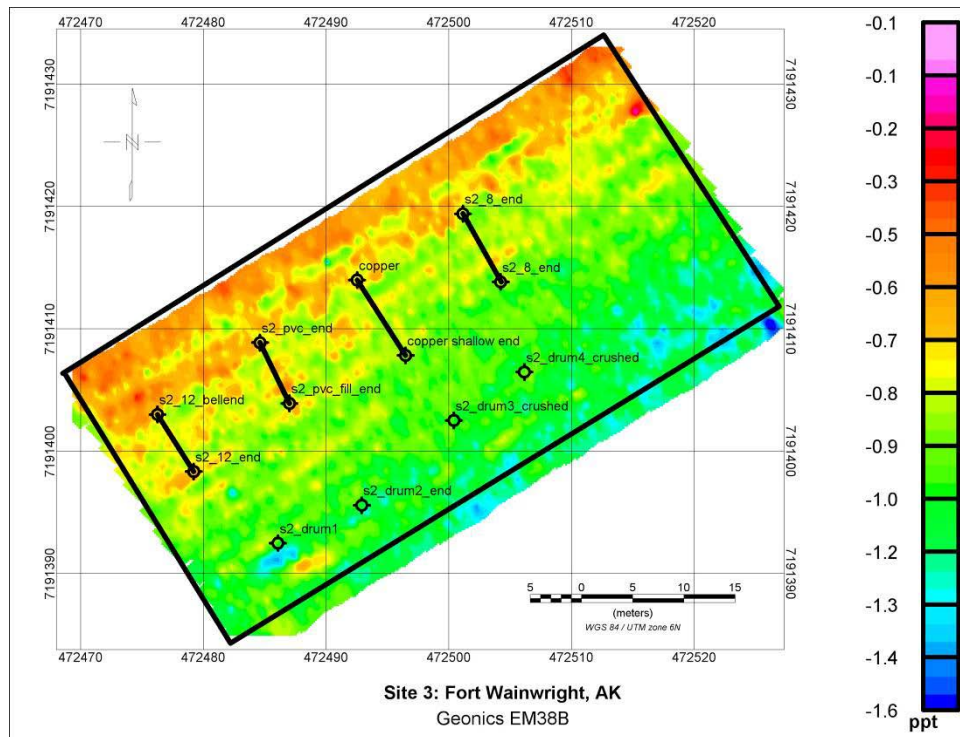 472470 472480 472490 472500 472510 472520
-0.1
-0.1
-0.2
-0.3
-0.5
-0.6
-0.8
-0.9
-1.0
-1.2
-1.3
-1.4
-1.6
ppt
7191430
7191430
N
7191420
7191420
s2_8_end
copper
s2_8_end
7191410
7191410
s2_pvc_end
copper shallow end
s2_drum4_crushed
s2_12_bellend
s2_pvc_fill_end
s2_drum3_crushed
7191400
7191400
s2_12_end
s2_drum2_end
s2_drum1
7191390
7191390
5 0 5 10 15
(meters)
WGS 84 / UTM zone 6N
472470 472480 472490 472500 472510 472520
Site 3: Fort Wainwright, AK
Geonics EM38B